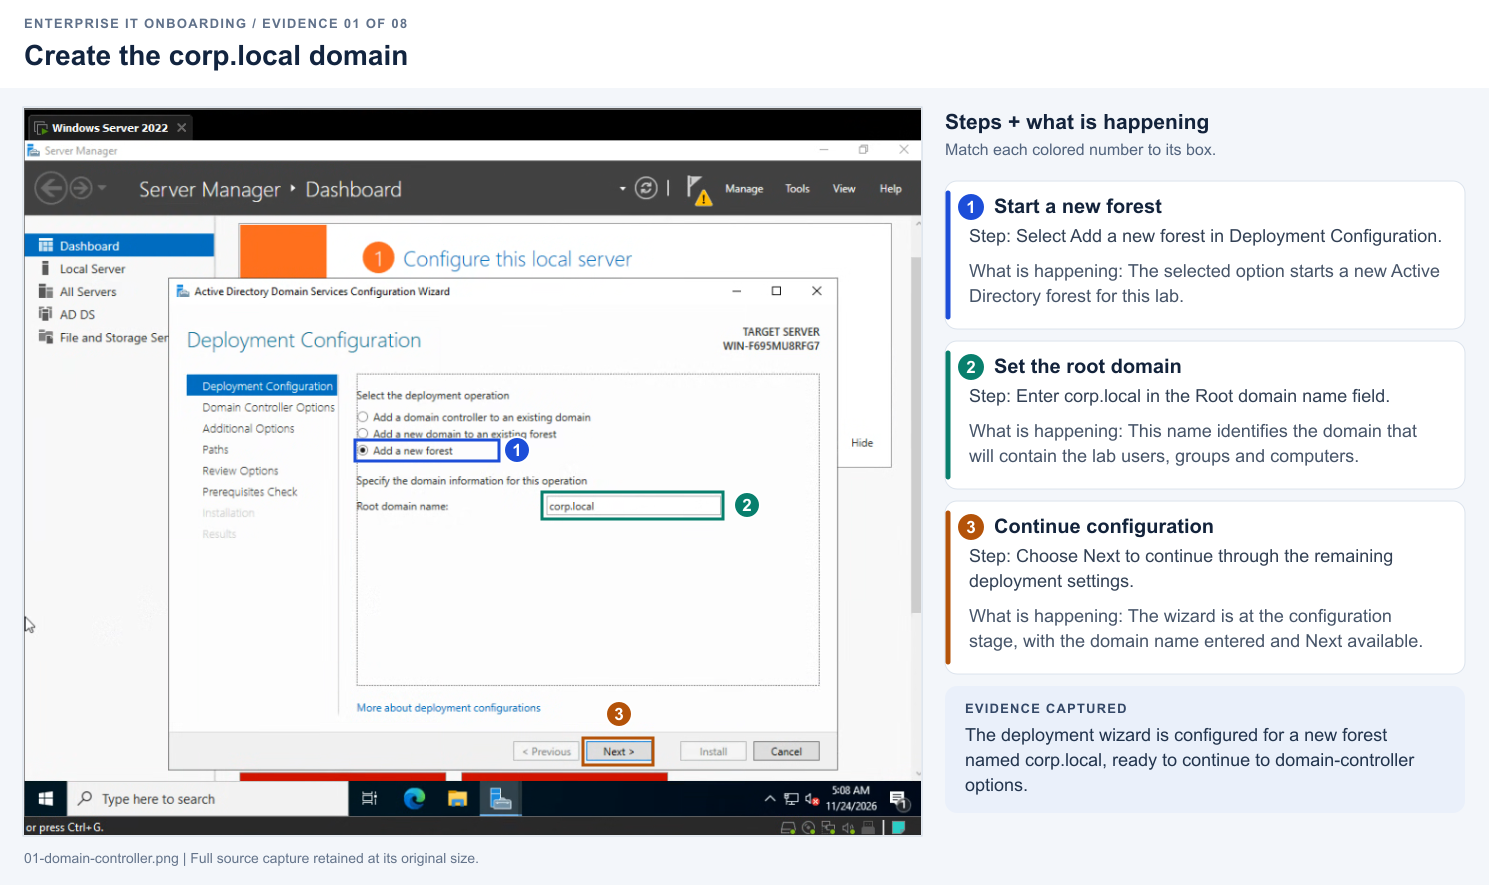 ENTERPRISE IT ONBOARDING / EVIDENCE 01 OF 08
Create the corp.local domain
Windows Server 2022
Server Manager
Server Manager • Dashboard
Manage Tools View Help
Dashboard
Local Server
All Servers
AD DS
File and Storage Ser
1 Configure this local server
Hide
Active Directory Domain Services Configuration Wizard
Deployment Configuration
TARGET SERVER
WIN-F695MU8RFG7
Deployment Configuration
Domain Controller Options
Additional Options
Paths
Review Options
Prerequisites Check
Installation
Results
Select the deployment operation
Add a domain controller to an existing domain
Add a new domain to an existing forest
Add a new forest
1
Specify the domain information for this operation
Root domain name:
corp.local
2
More about deployment configurations
3
< Previous
Next >
Install
Cancel
Type here to search
5:08 AM
11/24/2026
1
or press Ctrl+G.
Steps + what is happening
Match each colored number to its box.
1 Start a new forest
Step: Select Add a new forest in Deployment Configuration.
What is happening: The selected option starts a new Active
Directory forest for this lab.
2 Set the root domain
Step: Enter corp.local in the Root domain name field.
What is happening: This name identifies the domain that
will contain the lab users, groups and computers.
3 Continue configuration
Step: Choose Next to continue through the remaining
deployment settings.
What is happening: The wizard is at the configuration
stage, with the domain name entered and Next available.
EVIDENCE CAPTURED
The deployment wizard is configured for a new forest
named corp.local, ready to continue to domain-controller
options.
01-domain-controller.png | Full source capture retained at its original size.